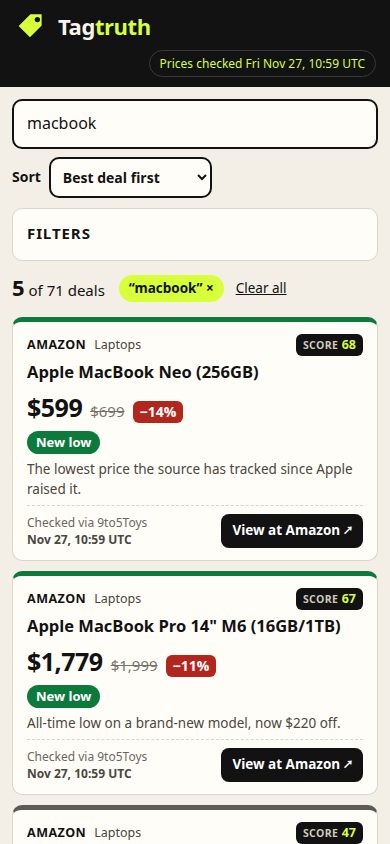 Tagtruth
Prices checked Fri Nov 27, 10:59 UTC
macbook
Sort Best deal first
FILTERS
5 of 71 deals “macbook” × Clear all
AMAZON Laptops SCORE 68
Apple MacBook Neo (256GB)
$599 $699 −14%
New low
The lowest price the source has tracked since Apple
raised it.
Checked via 9to5Toys
Nov 27, 10:59 UTC
View at Amazon ↗
AMAZON Laptops SCORE 67
Apple MacBook Pro 14" M6 (16GB/1TB)
$1,779 $1,999 −11%
New low
All-time low on a brand-new model, now $220 off.
Checked via 9to5Toys
Nov 27, 10:59 UTC
View at Amazon ↗
AMAZON Laptops SCORE 47